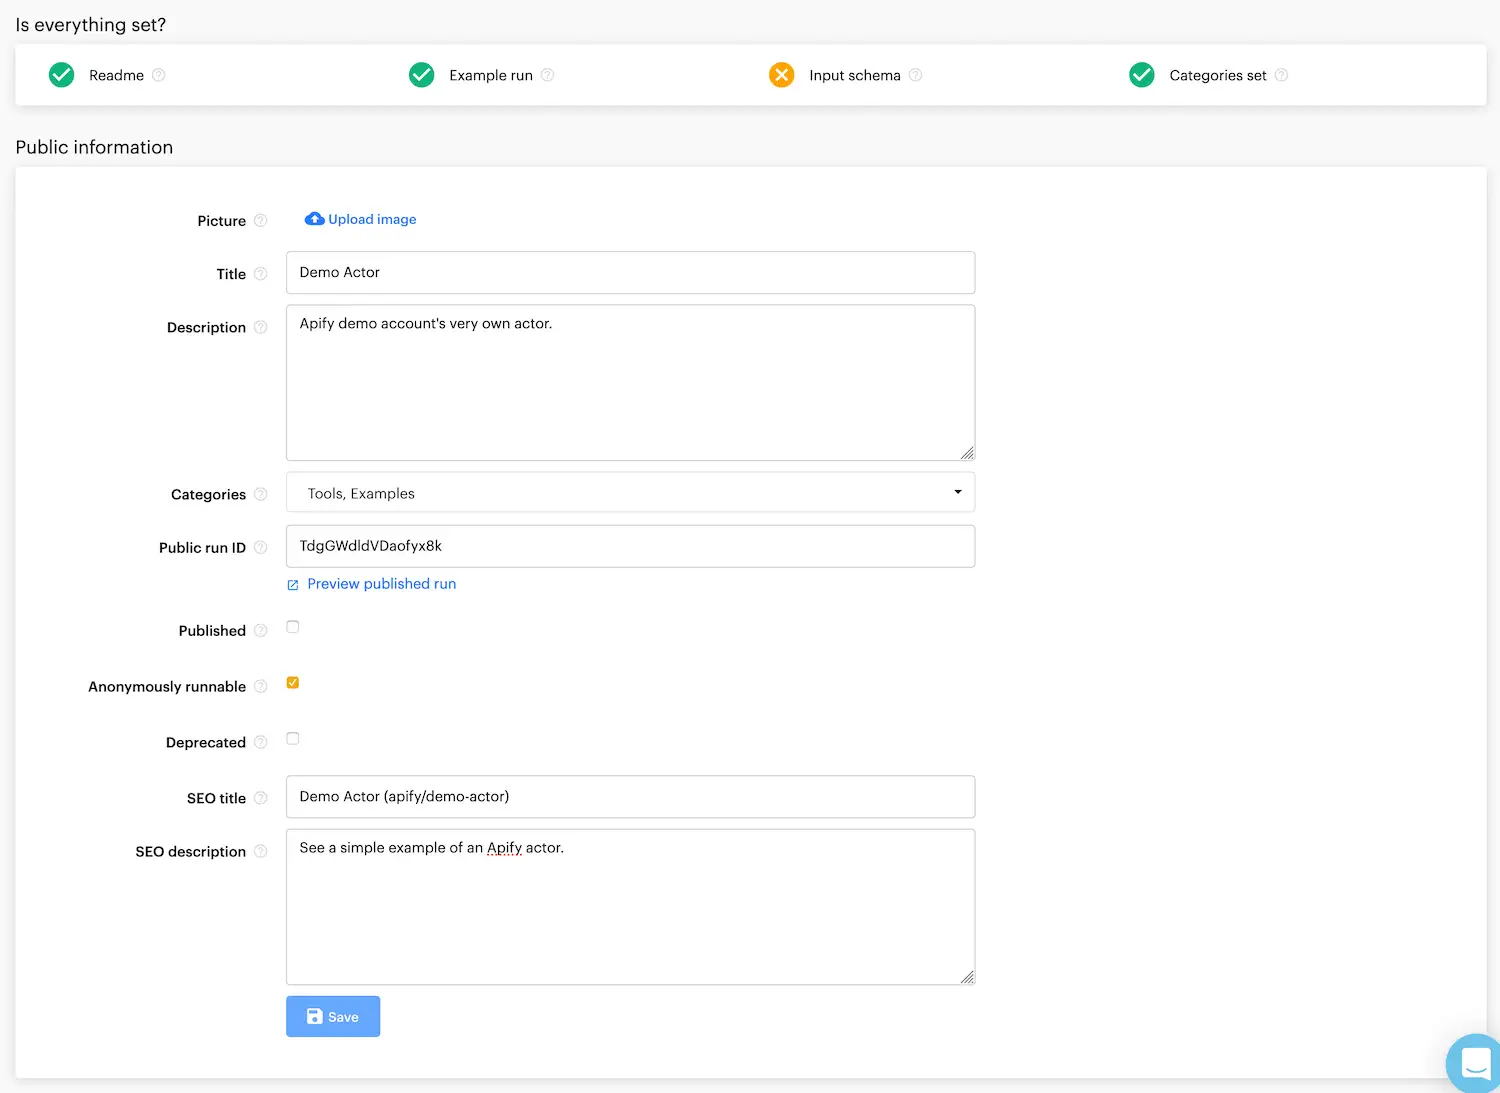 Is everything set?
Readme
Example run
Input schema
Categories set
Public information
Picture
Upload image
Title
Demo Actor
Description
Apify demo account's very own actor.
Categories
Tools, Examples
Public run ID
TdgGWdldVDaofyx8k
Preview published run
Published
Anonymously runnable
Deprecated
SEO title
Demo Actor (apify/demo-actor)
SEO description
See a simple example of an Apify actor.
Save